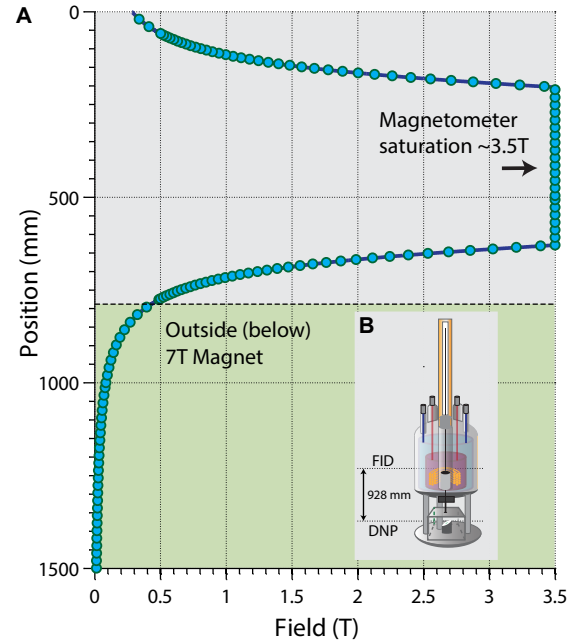 A
0
500
1000
1500
Position (mm)
Magnetometer
saturation ~3.5T
Outside (below)
7T Magnet
B
FID
928 mm
DNP
0
0.5
1
1.5
2
2.5
3
3.5
Field (T)